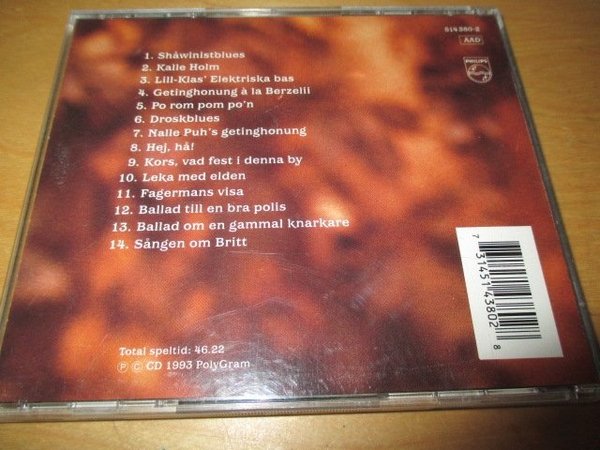 514380-2
AAD
PHILIPS
1. Shåwinistblues
2. Kalle Holm
3. Lill-Klas' Elektriska bas
4. Getinghonung à la Berzelii
5. Po rom pom po'n
6. Droskblues
7. Nalle Puh's getinghonung
8. Hej, hå!
9. Kors, vad fest i denna by
10. Leka med elden
11. Fagermans visa
12. Ballad till en bra polis
13. Ballad om en gammal knarkare
14. Sången om Britt
7 31451 43802 8
Total speltid: 46.22
Ⓟ © CD 1993 PolyGram